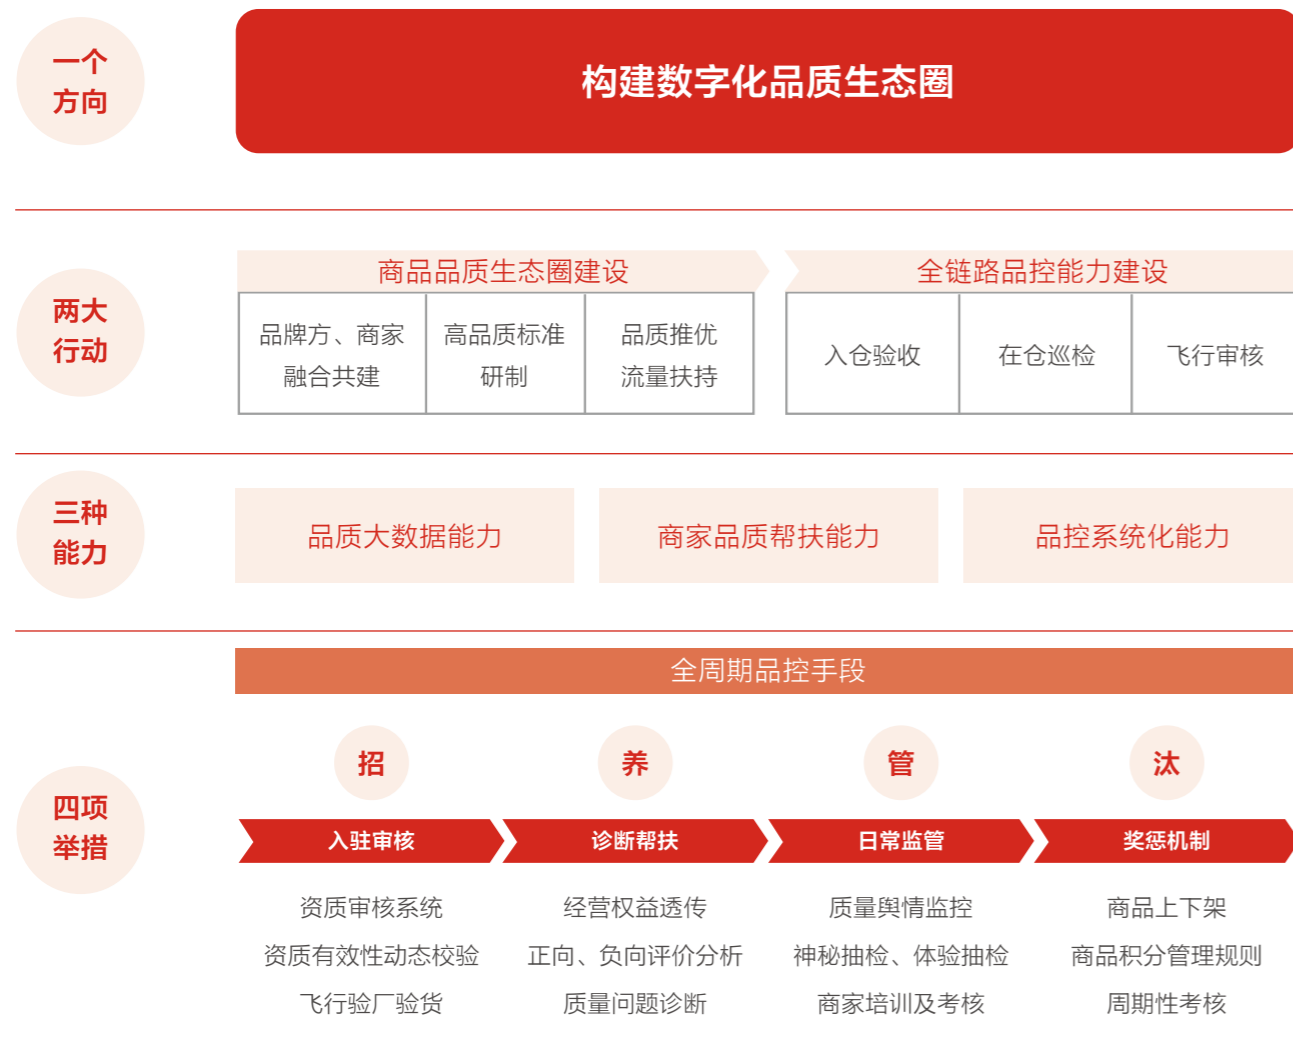 一个
方向
构建数字化品质生态圈
两大
行动
商品品质生态圈建设
全链路品控能力建设
品牌方、商家
融合共建
高品质标准
研制
品质推优
流量扶持
入仓验收
在仓巡检
飞行审核
三种
能力
品质大数据能力
商家品质帮扶能力
品控系统化能力
四项
举措
全周期品控手段
招
养
管
汰
入驻审核
诊断帮扶
日常监管
奖惩机制
资质审核系统
资质有效性动态校验
飞行验厂验货
经营权益透传
正向、负向评价分析
质量问题诊断
质量舆情监控
神秘抽检、体验抽检
商家培训及考核
商品上下架
商品积分管理规则
周期性考核